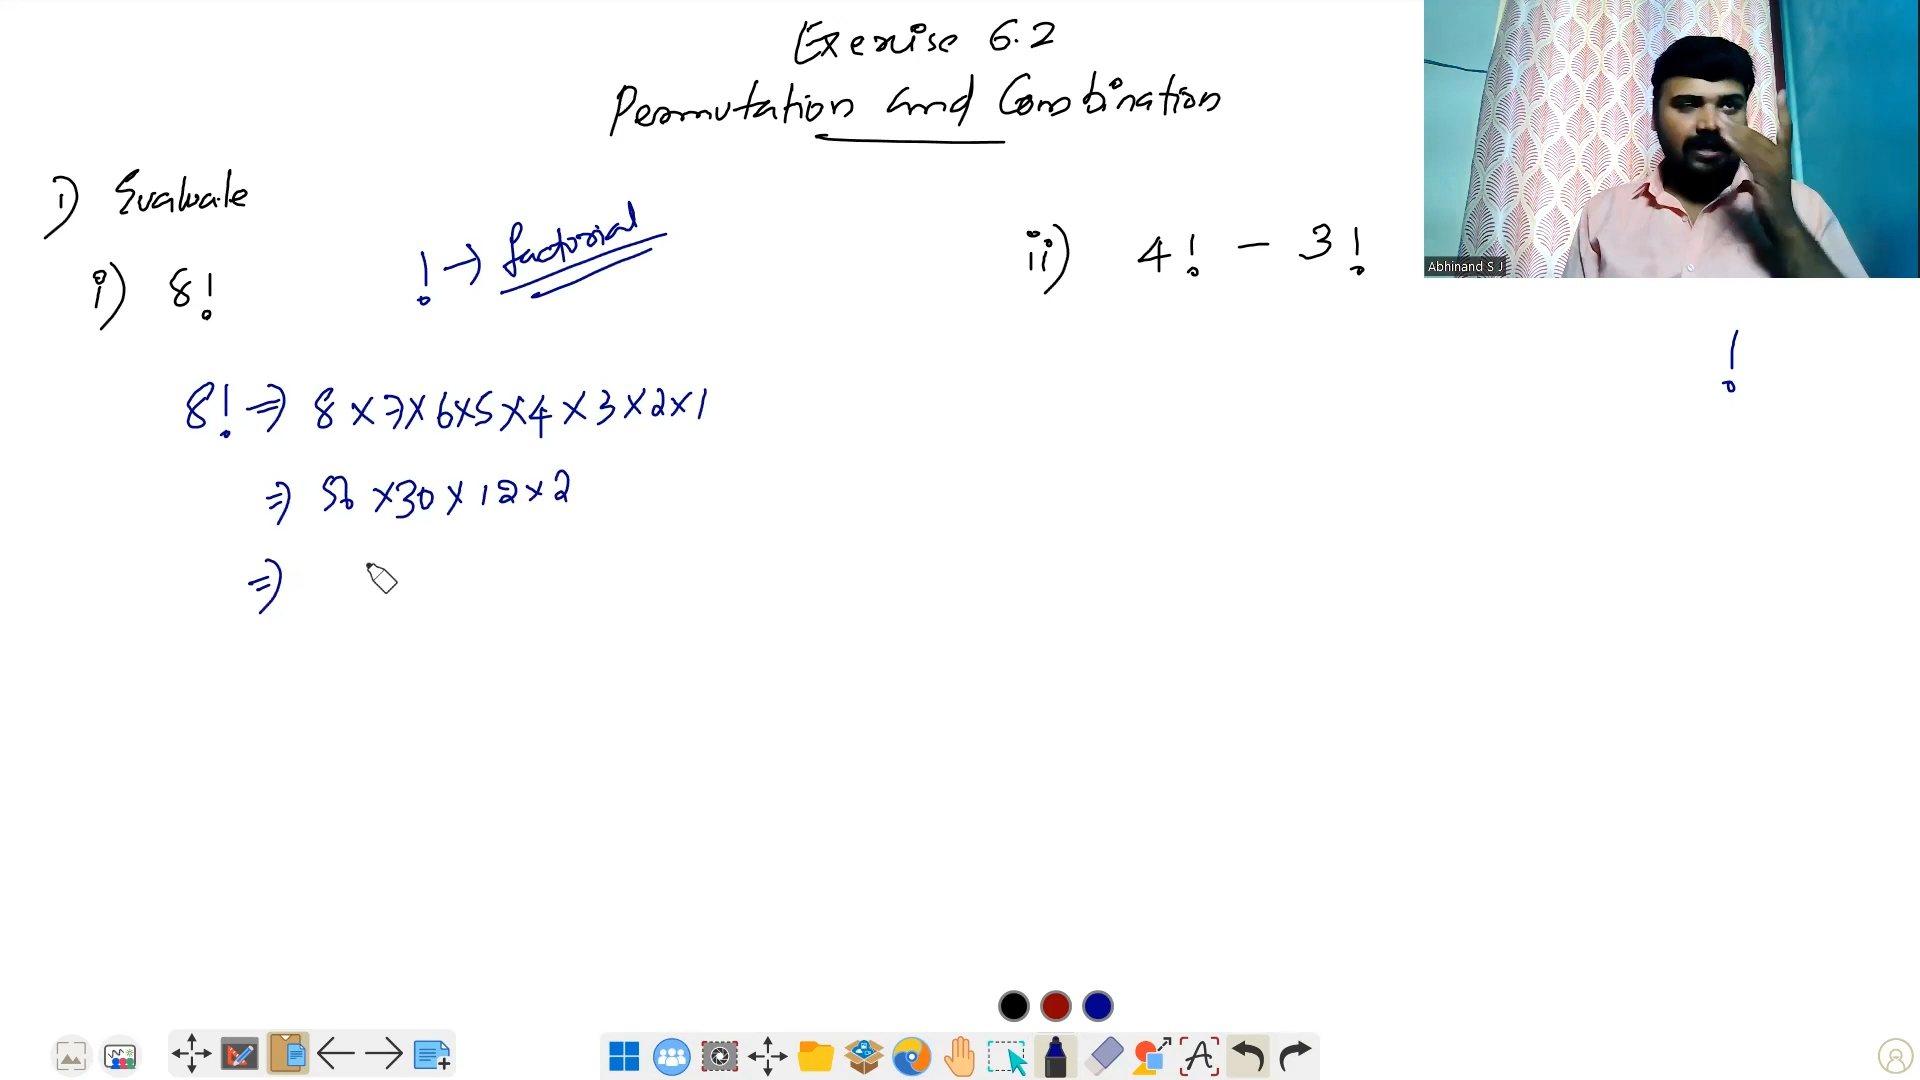 Exercise 6.2
Permutation and Combination
1) Evaluate
i) 8!
! → factorial
8! ⇒ 8 × 7 × 6 × 5 × 4 × 3 × 2 × 1
⇒ 56 × 30 × 12 × 2
⇒
ii) 4! - 3!
!
Abhinand S J